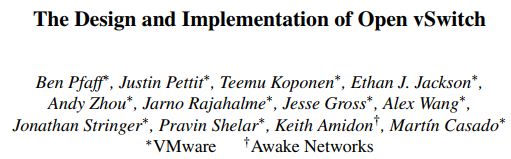 The Design and Implementation of Open vSwitch
Ben Pfaff*, Justin Pettit*, Teemu Koponen*, Ethan J. Jackson*,
Andy Zhou*, Jarno Rajahalme*, Jesse Gross*, Alex Wang*,
Jonathan Stringer*, Pravin Shelar*, Keith Amidon†, Martín Casado*
*VMware †Awake Networks